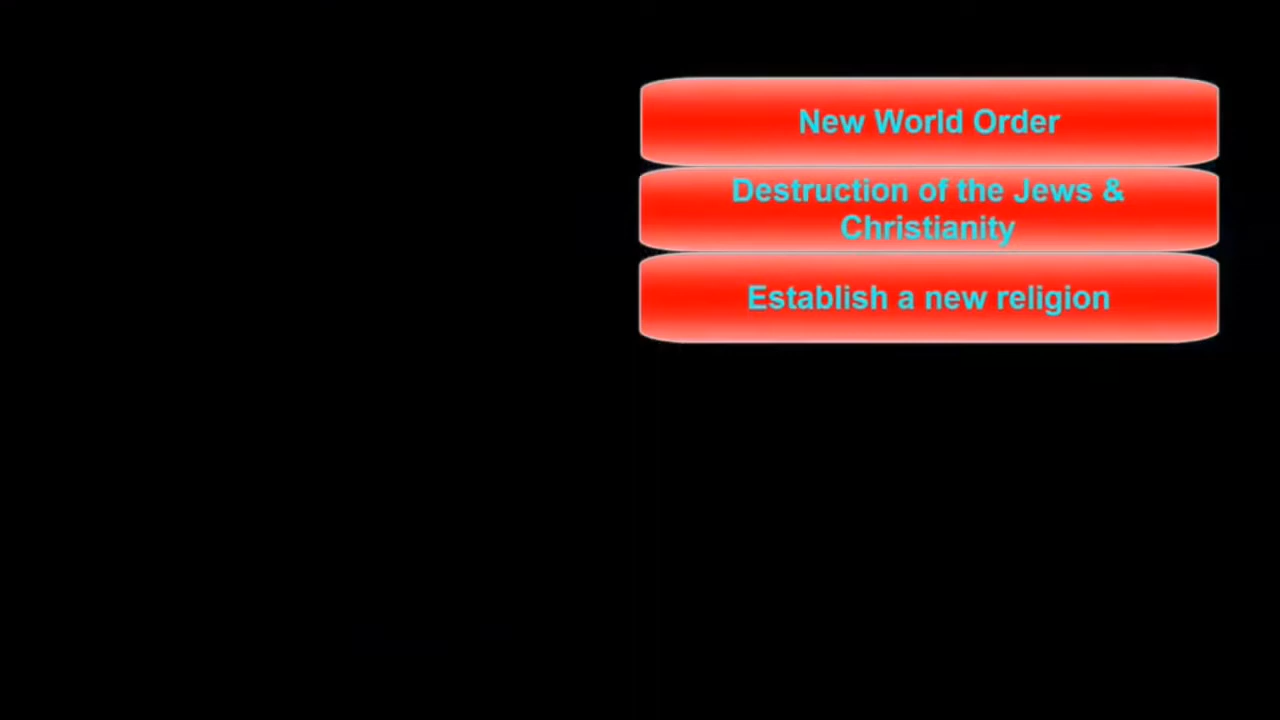 New World Order
Destruction of the Jews &
Christianity
Establish a new religion